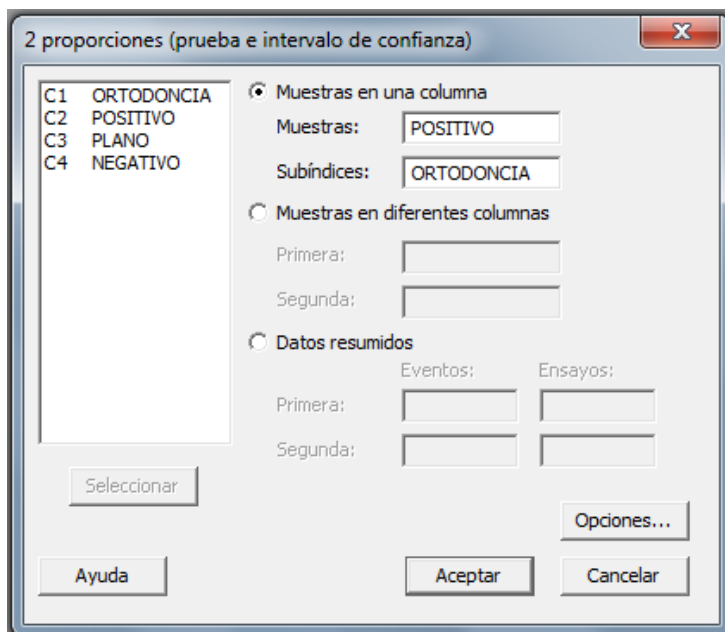 2 proporciones (prueba e intervalo de confianza)
X
C1 ORTODONCIA
C2 POSITIVO
C3 PLANO
C4 NEGATIVO
Muestras en una columna
Muestras: POSITIVO
Subíndices: ORTODONCIA
Muestras en diferentes columnas
Primera:
Segunda:
Datos resumidos
Eventos: Ensayos:
Primera:
Segunda:
Seleccionar
Opciones...
Ayuda Aceptar Cancelar